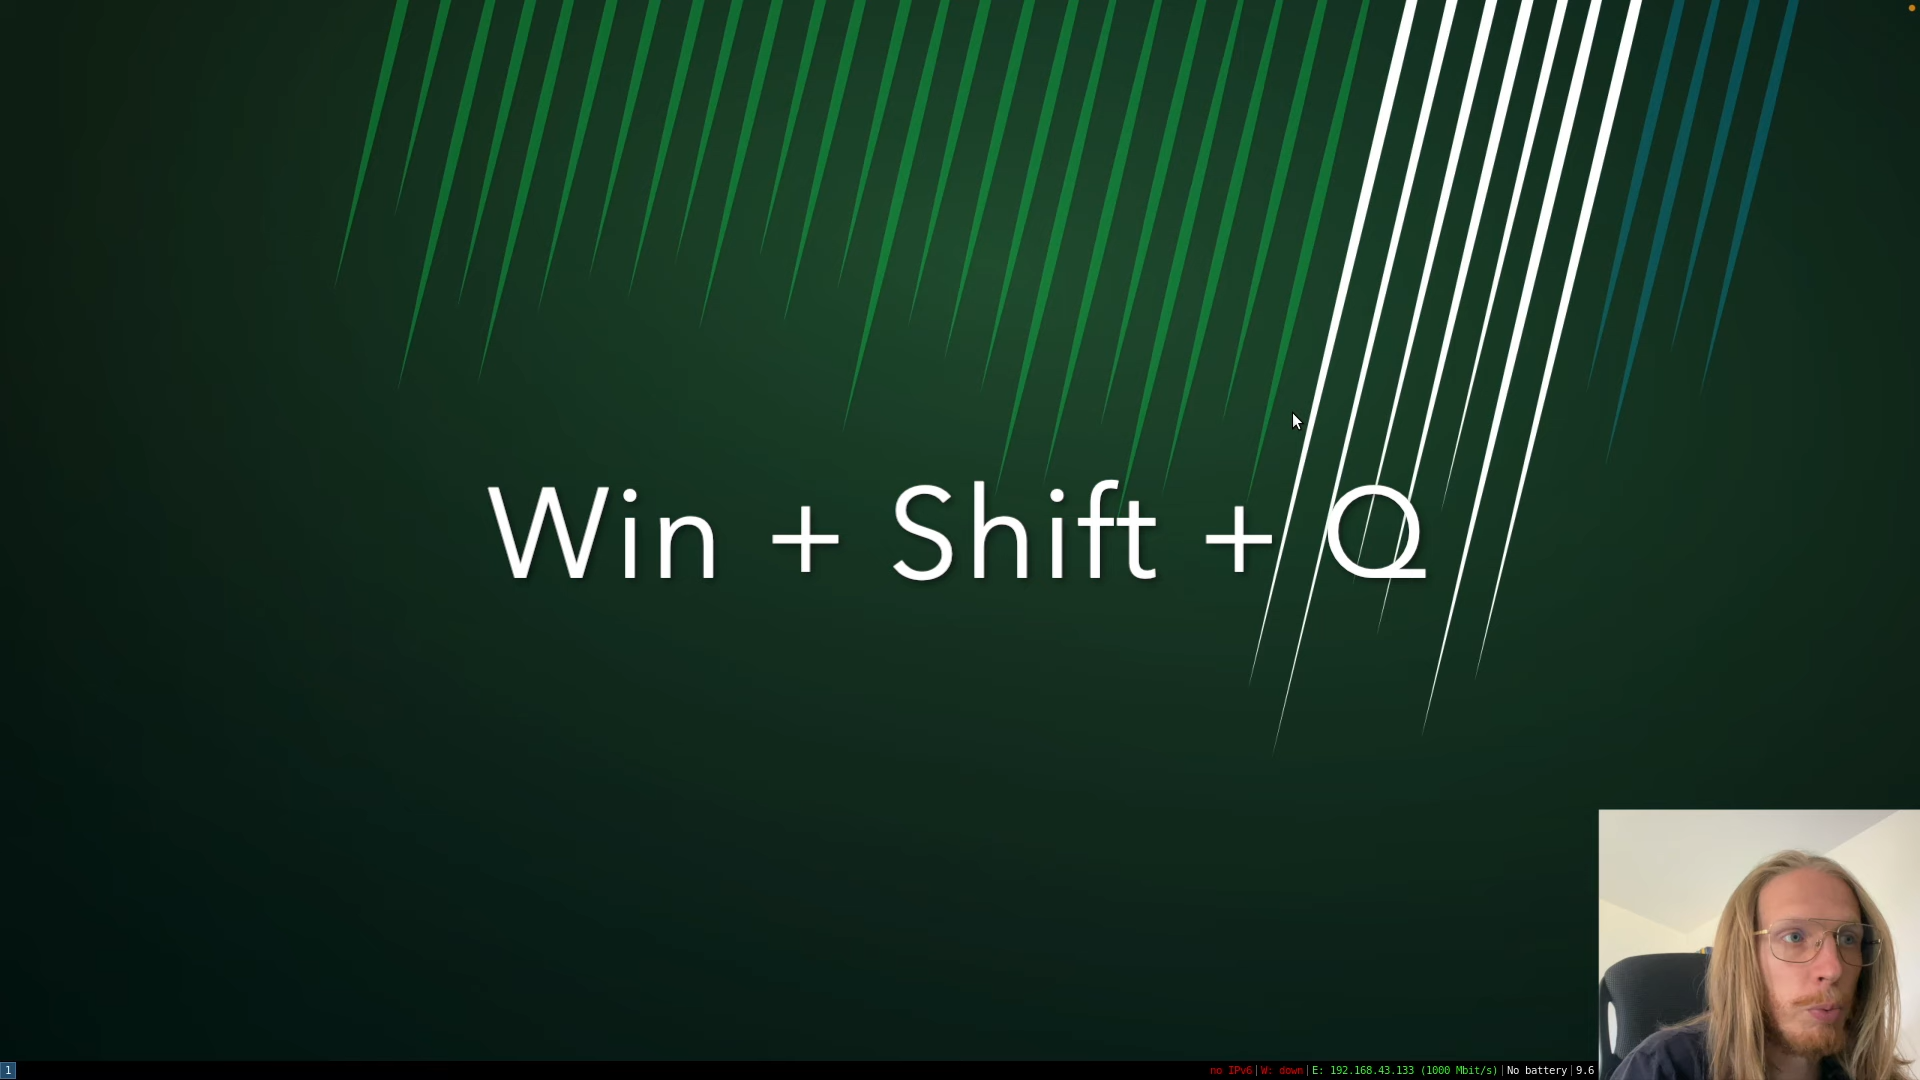 Win + Shift + Q
1
no IPv6|W: down|E: 192.168.43.133 (1000 Mbit/s)|No battery|9.6